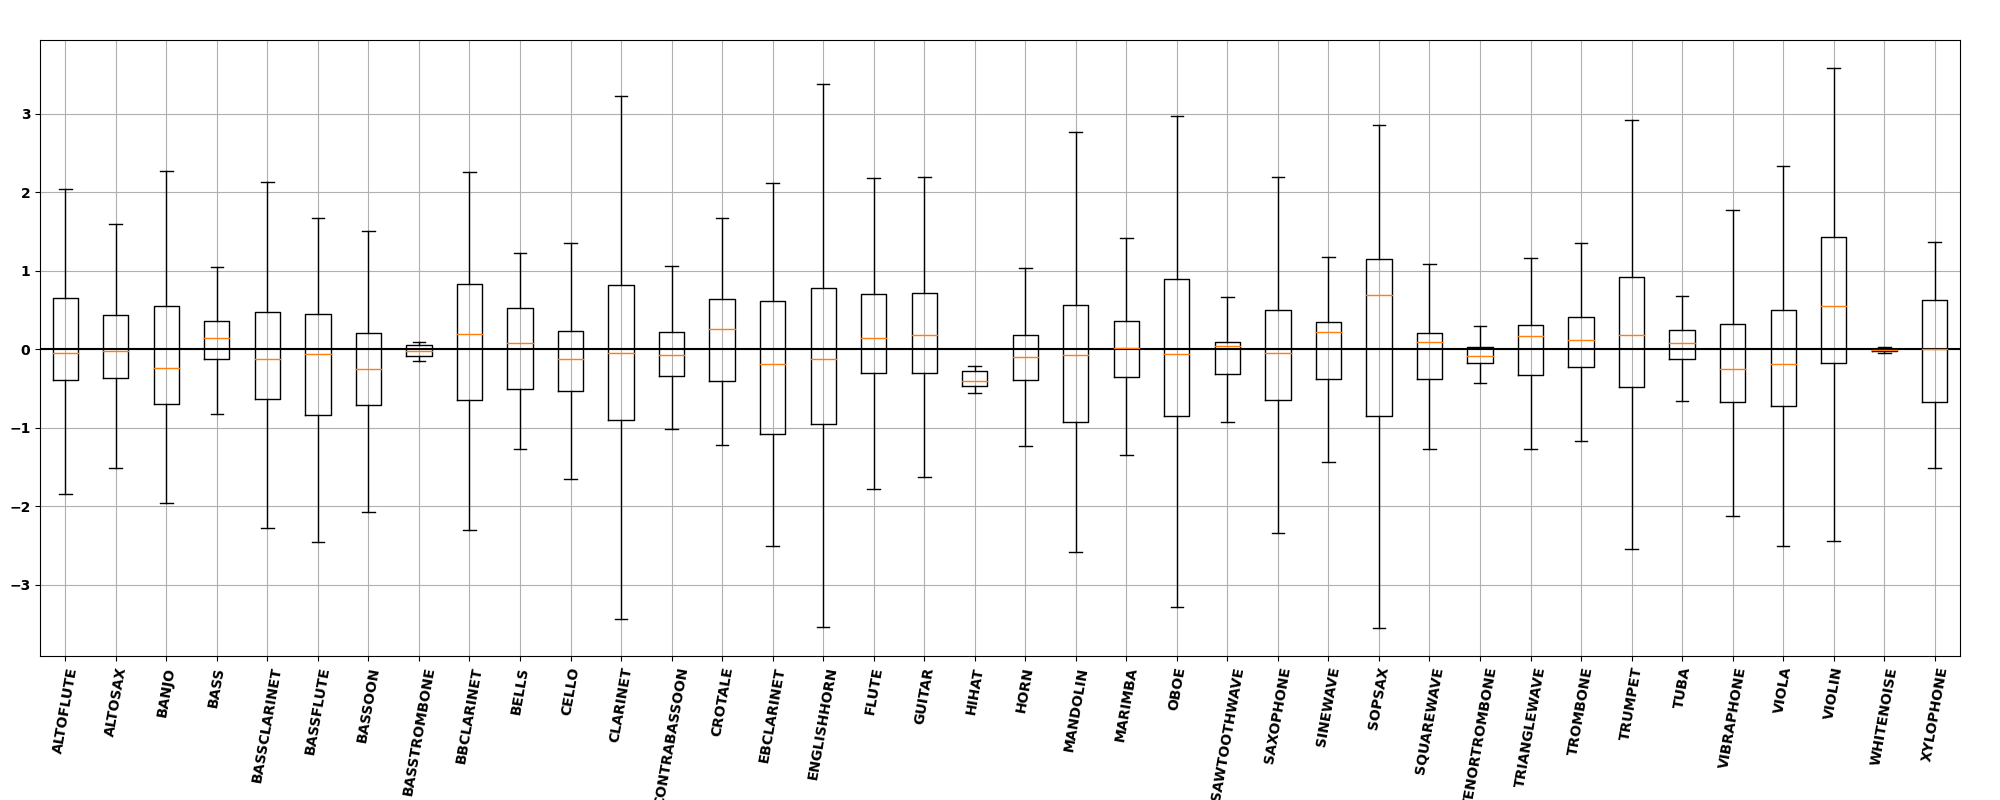 3
2
1
0
−1
−2
−3
ALTOFLUTE
ALTOSAX
BANJO
BASS
BASSCLARINET
BASSFLUTE
BASSOON
BASSTROMBONE
BBCLARINET
BELLS
CELLO
CLARINET
CONTRABASSOON
CROTALE
EBCLARINET
ENGLISHHORN
FLUTE
GUITAR
HIHAT
HORN
MANDOLIN
MARIMBA
OBOE
SAWTOOTHWAVE
SAXOPHONE
SINEWAVE
SOPSAX
SQUAREWAVE
ENORTROMBONE
TRIANGLEWAVE
TROMBONE
TRUMPET
TUBA
VIBRAPHONE
VIOLA
VIOLIN
WHITENOISE
XYLOPHONE